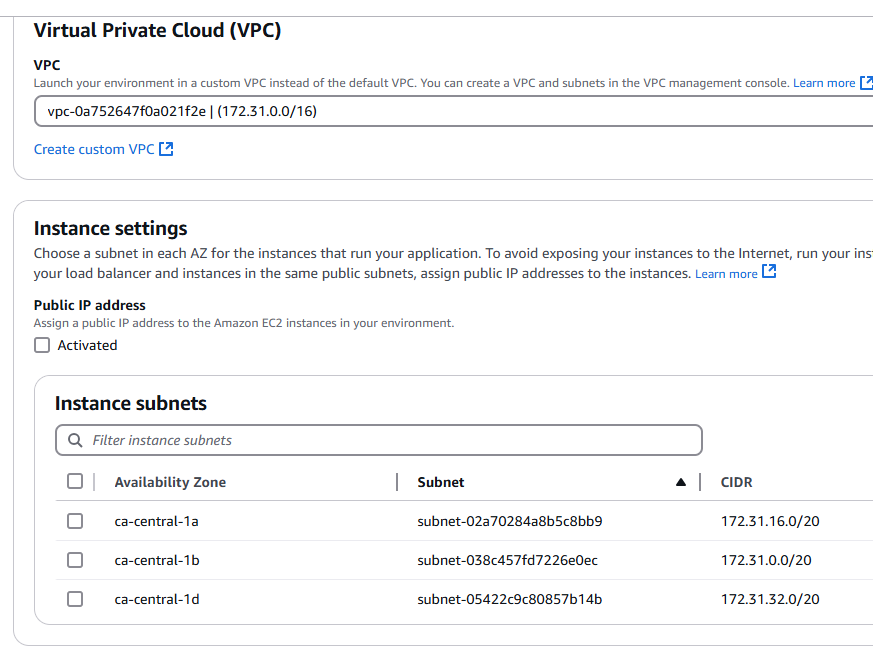 Virtual Private Cloud (VPC)
VPC
Launch your environment in a custom VPC instead of the default VPC. You can create a VPC and subnets in the VPC management console. Learn more
vpc-0a752647f0a021f2e | (172.31.0.0/16)
Create custom VPC
Instance settings
Choose a subnet in each AZ for the instances that run your application. To avoid exposing your instances to the Internet, run your inst
your load balancer and instances in the same public subnets, assign public IP addresses to the instances. Learn more
Public IP address
Assign a public IP address to the Amazon EC2 instances in your environment.
Activated
Instance subnets
Filter instance subnets
Availability Zone Subnet CIDR
ca-central-1a subnet-02a70284a8b5c8bb9 172.31.16.0/20
ca-central-1b subnet-038c457fd7226e0ec 172.31.0.0/20
ca-central-1d subnet-05422c9c80857b14b 172.31.32.0/20